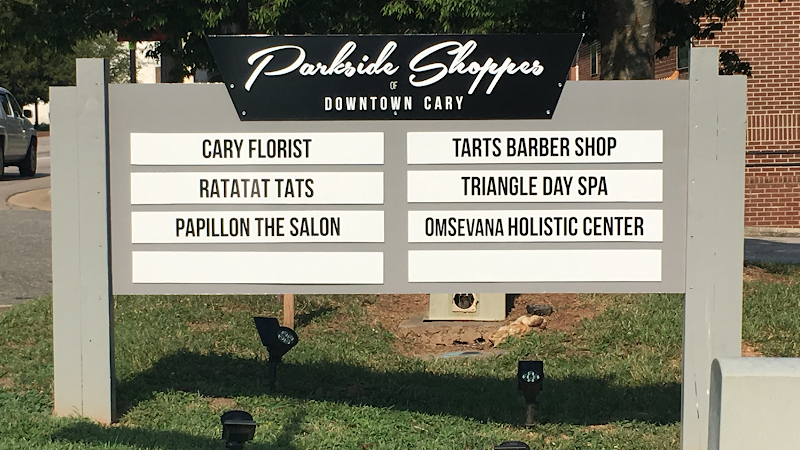 Parkside Shoppes
OF
DOWNTOWN CARY
CARY FLORIST
RATATAT TATS
PAPILLON THE SALON
TARTS BARBER SHOP
TRIANGLE DAY SPA
OMSEVANA HOLISTIC CENTER